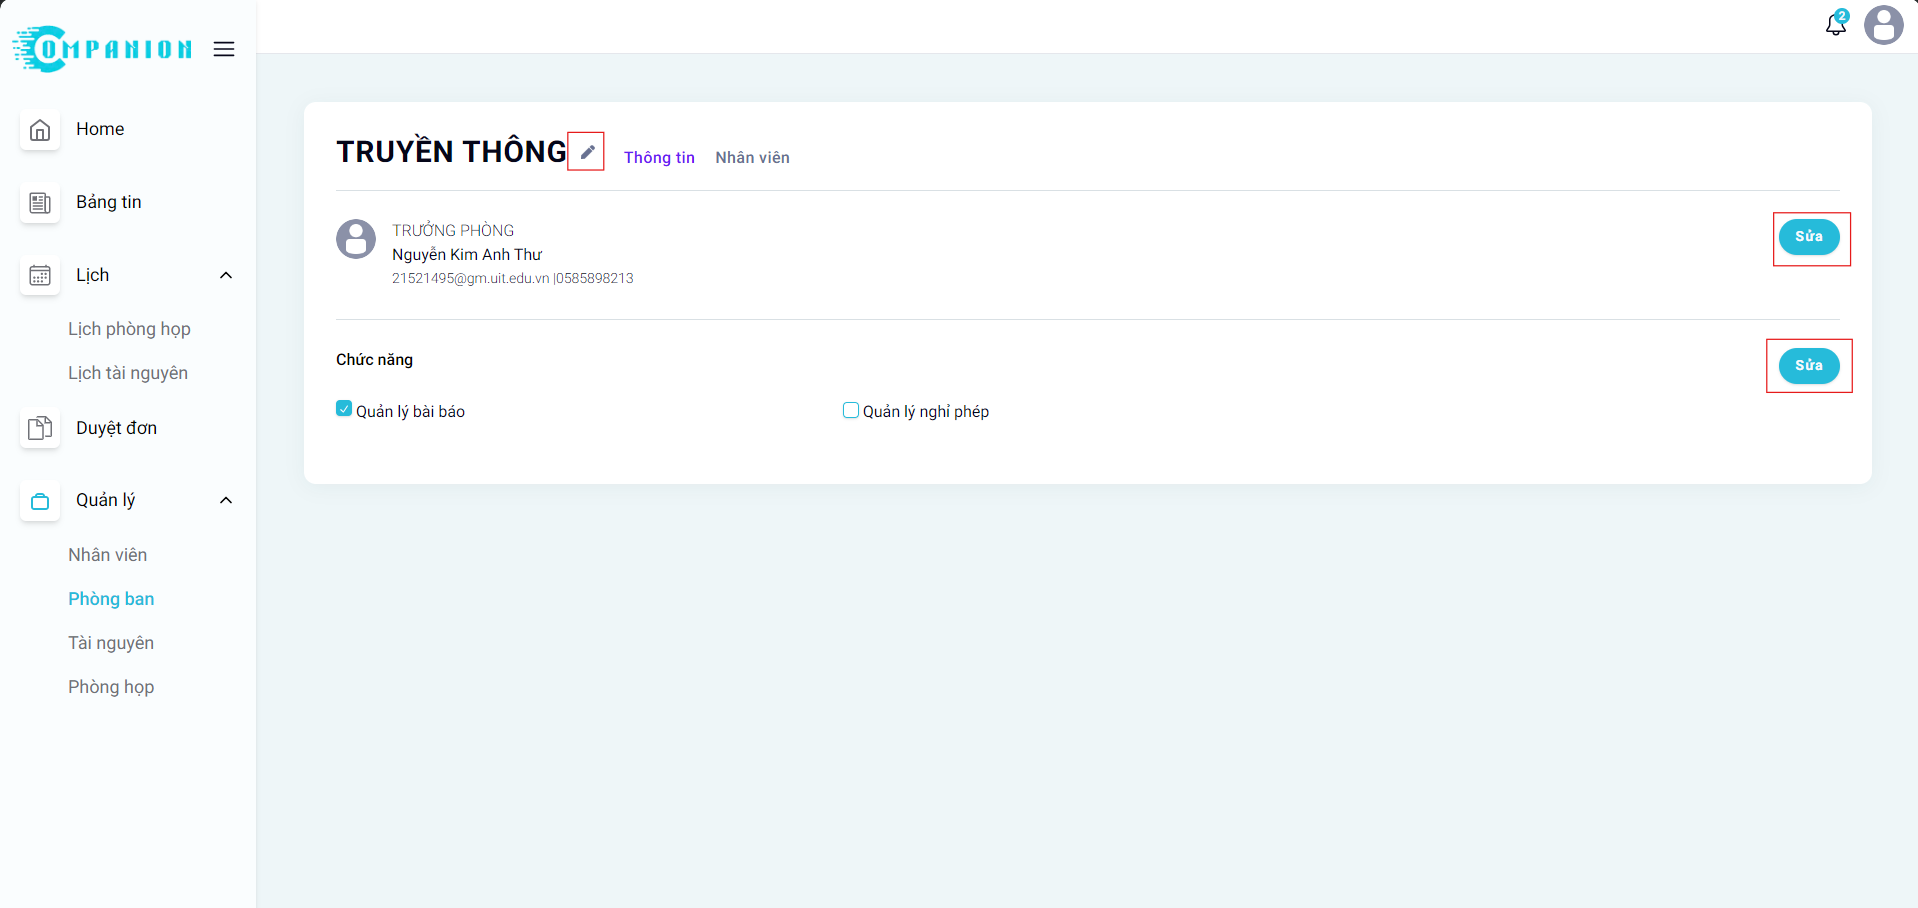 COMPANION
2
Home
Bảng tin
Lịch
Lịch phòng họp
Lịch tài nguyên
Duyệt đơn
Quản lý
Nhân viên
Phòng ban
Tài nguyên
Phòng họp
TRUYỀN THÔNG
Thông tin
Nhân viên
TRƯỞNG PHÒNG
Nguyễn Kim Anh Thư
21521495@gm.uit.edu.vn |0585898213
Sửa
Chức năng
Sửa
Quản lý bài báo
Quản lý nghỉ phép